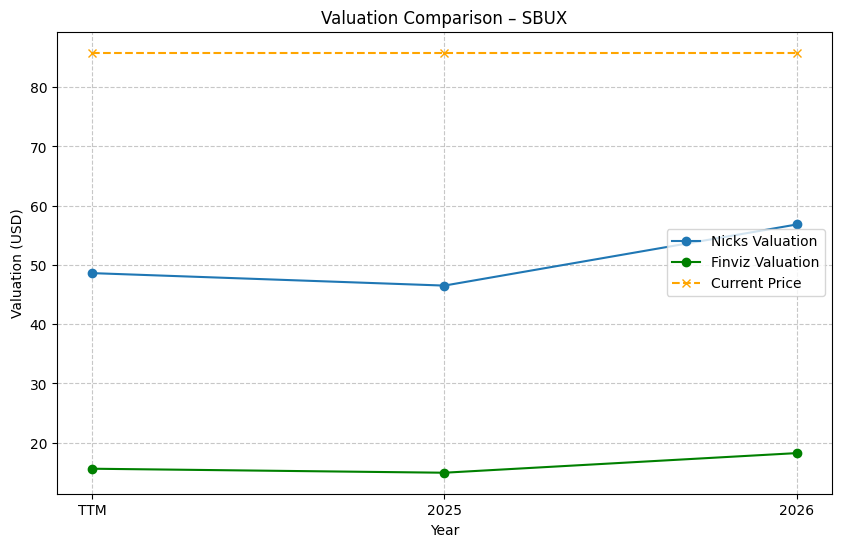 Valuation Comparison – SBUX
Valuation (USD)
80
70
60
50
40
30
20
Nicks Valuation
Finviz Valuation
Current Price
TTM
2025
2026
Year